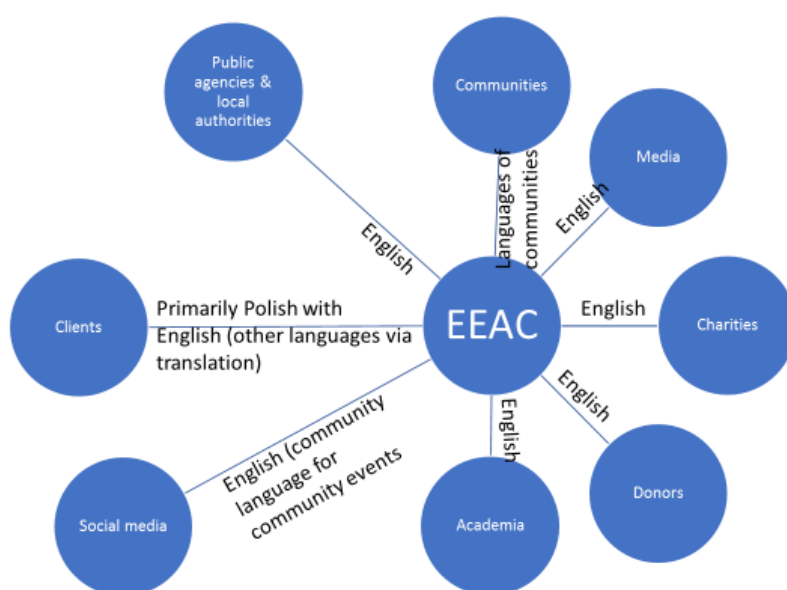 Public
agencies &
local
authorities
Communities
Media
Languages of
communities
English
English
Clients
Primarily Polish with
English (other languages via
translation)
EEAC
English
Charities
English (community
language for
community events
English
English
Social media
Academia
Donors